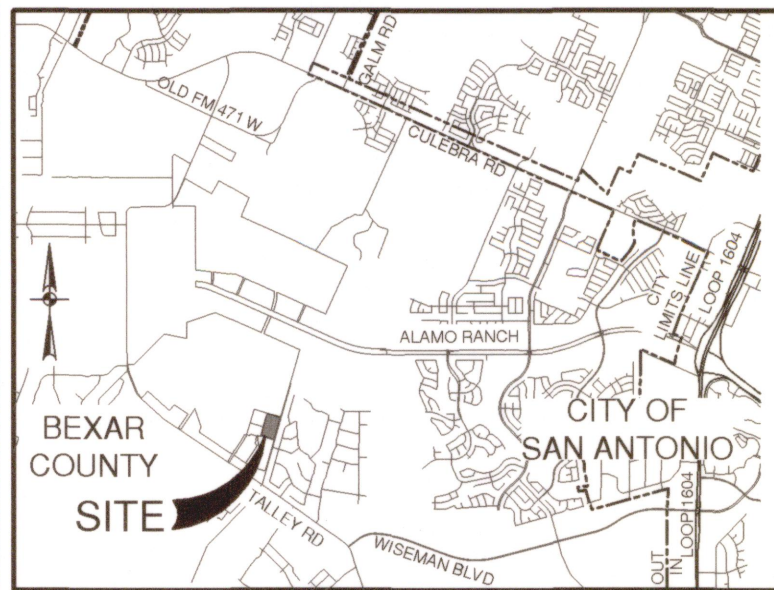 GALM RD
OLD FM 471 W
CULEBRA RD
CITY
LIMITS LINE
LOOP 1604
ALAMO RANCH
BEXAR
COUNTY
CITY OF
SAN ANTONIO
SITE
TALLEY RD
WISEMAN BLVD
OUT
IN
LOOP 1604